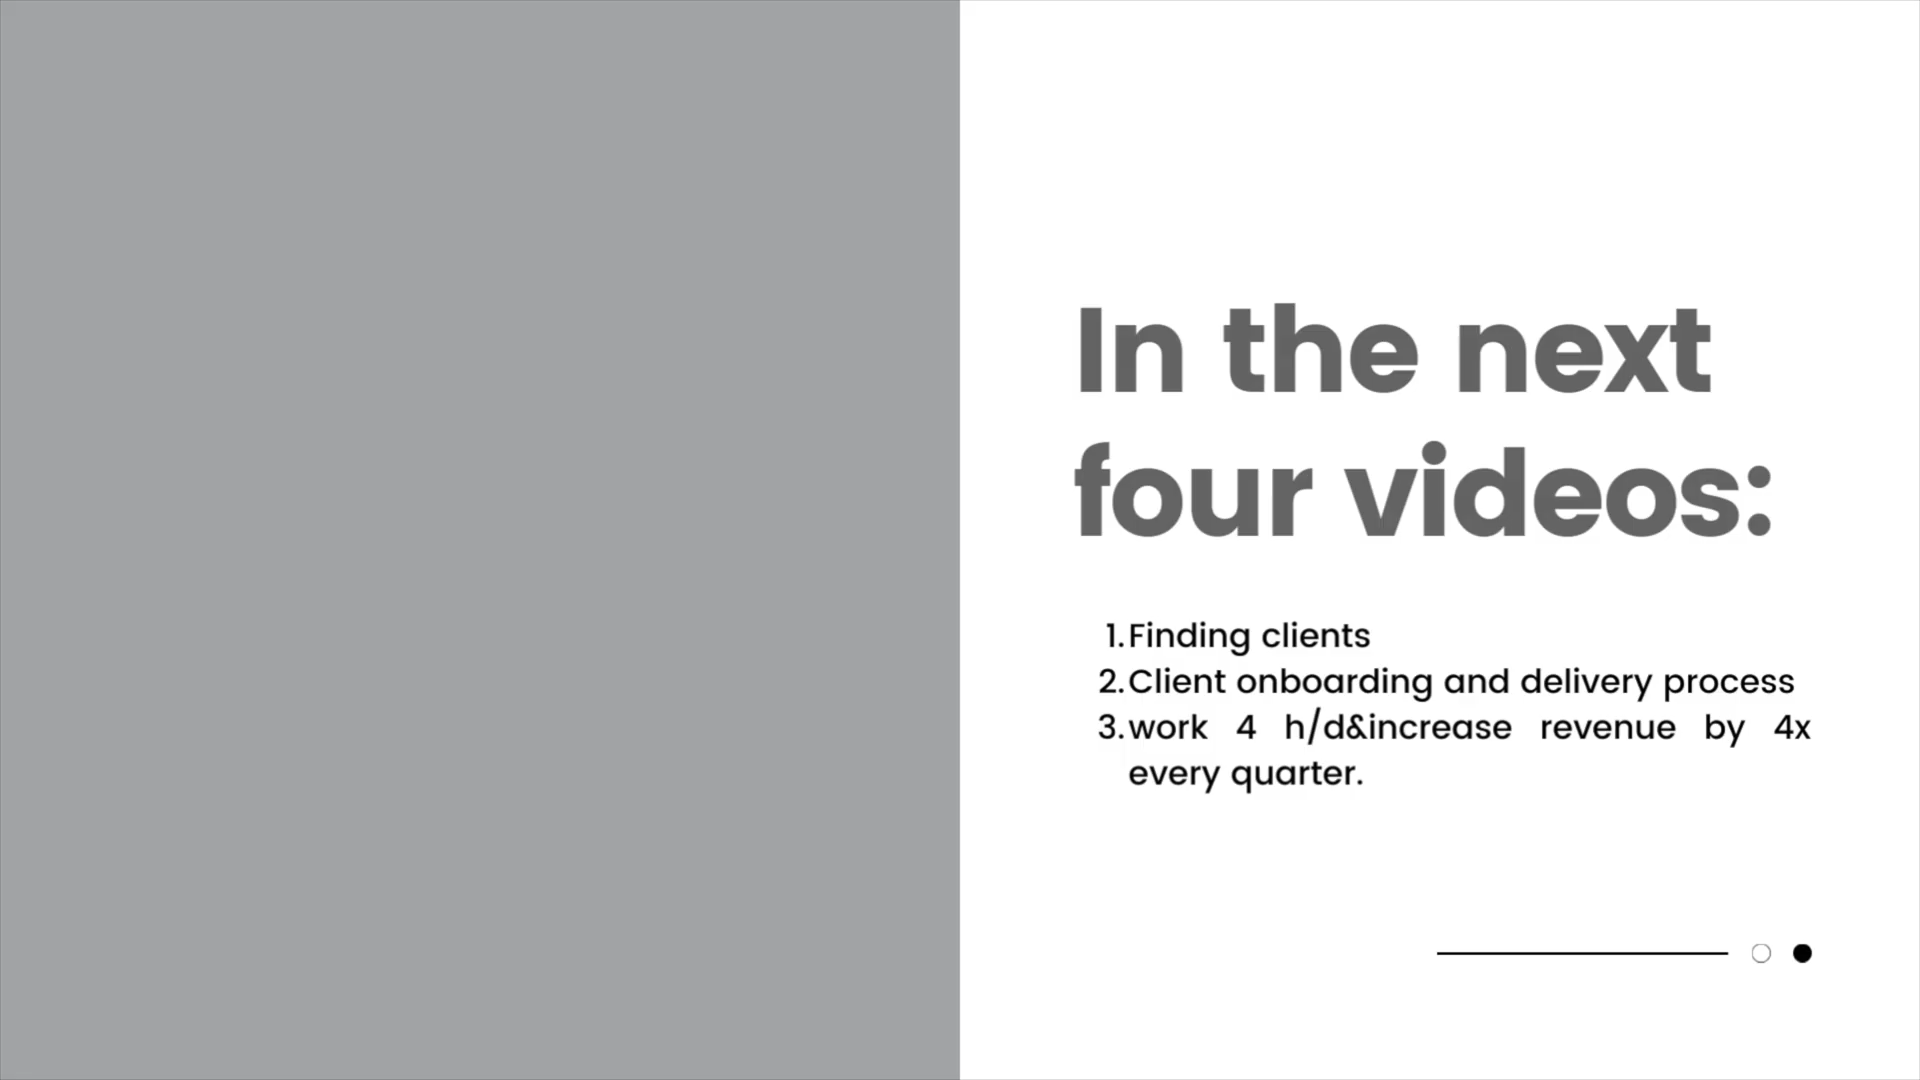 In the next
four videos:
1. Finding clients
2. Client onboarding and delivery process
3. work 4 h/d&increase revenue by 4x
every quarter.